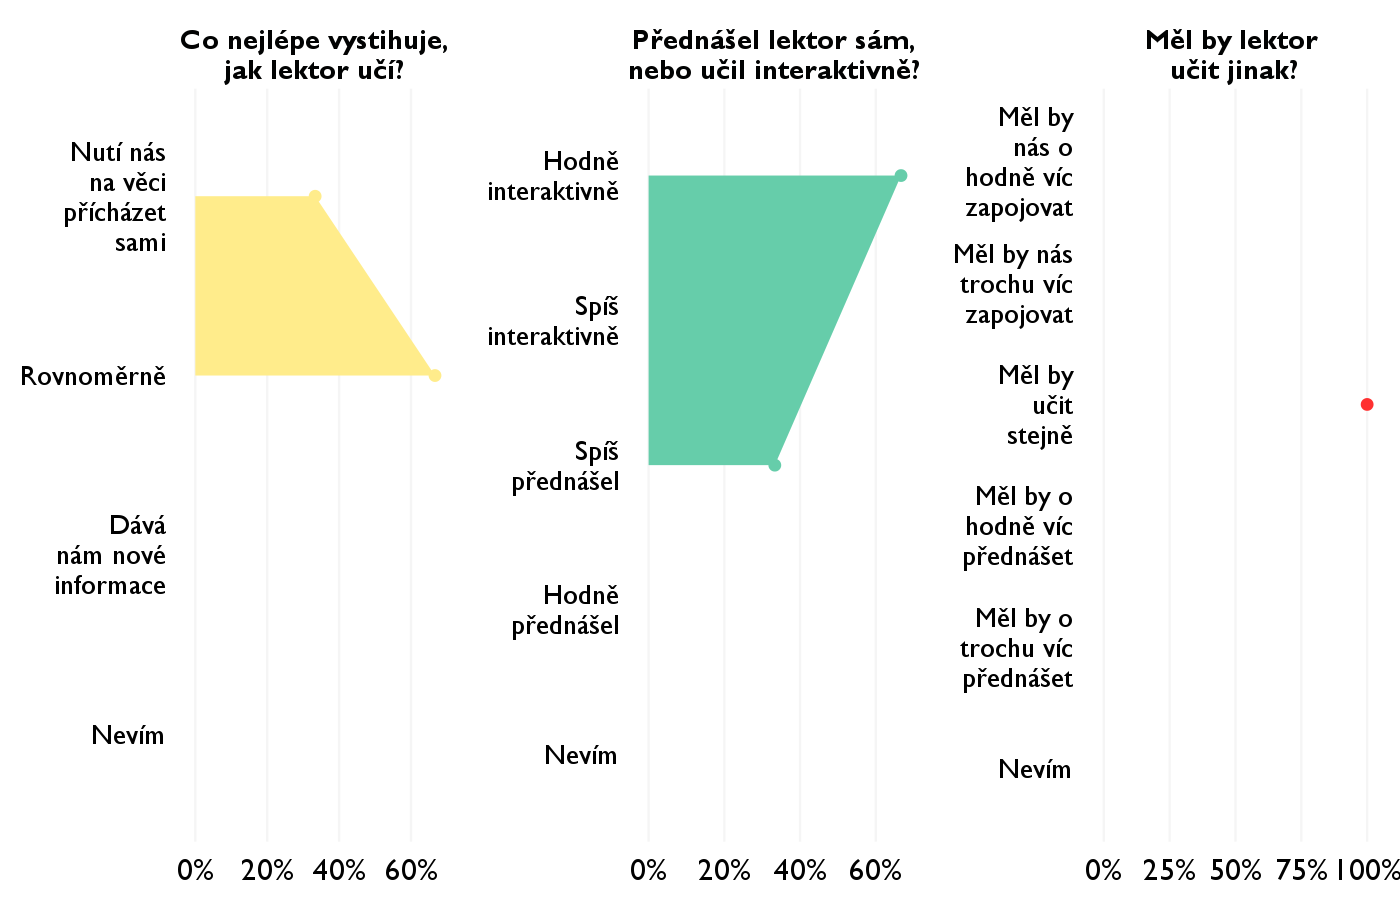 Co nejlépe vystihuje,
jak lektor učí?
Nutí nás
na věci
přícházet
sami
Rovnoměrně
Dává
nám nové
informace
Nevím
0% 20% 40% 60%
Přednášel lektor sám,
nebo učil interaktivně?
Hodně
interaktivně
Spíš
interaktivně
Spíš
přednášel
Hodně
přednášel
Nevím
0% 20% 40% 60%
Měl by lektor
učit jinak?
Měl by
nás o
hodně víc
zapojovat
Měl by nás
trochu víc
zapojovat
Měl by
učit
stejně
Měl by o
hodně víc
přednášet
Měl by o
trochu víc
přednášet
Nevím
0% 25% 50% 75% 100%